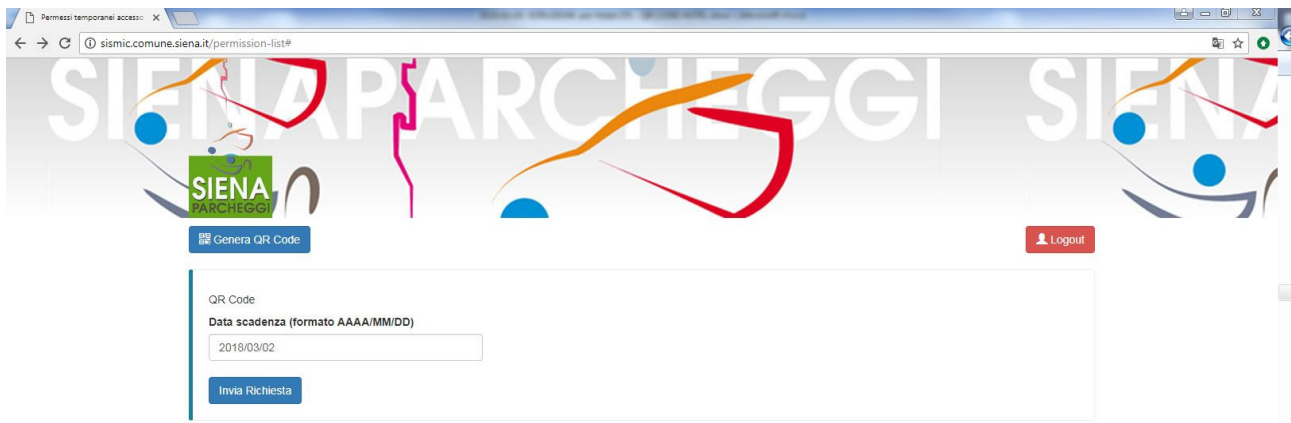 Permessi temporanei accesso
sismic.comune.siena.it/permission-list#
SIENAPARCHEGGI SIENA
SIENA
PARCHEGGI
Genera QR Code
Logout
QR Code
Data scadenza (formato AAAA/MM/DD)
2018/03/02
Invia Richiesta